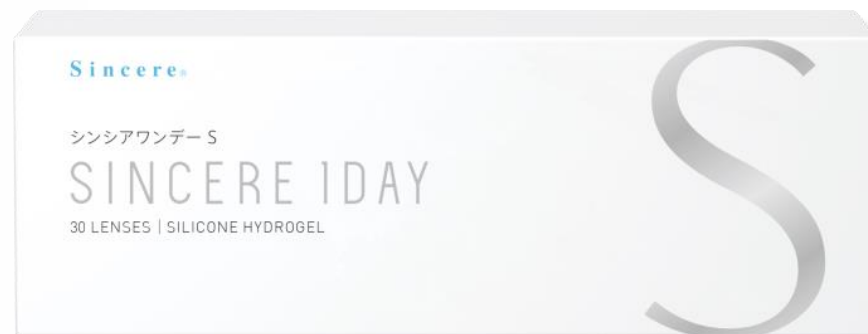 Sincere®
シンシアワンデー S
SINCERE 1DAY
30 LENSES | SILICONE HYDROGEL
S